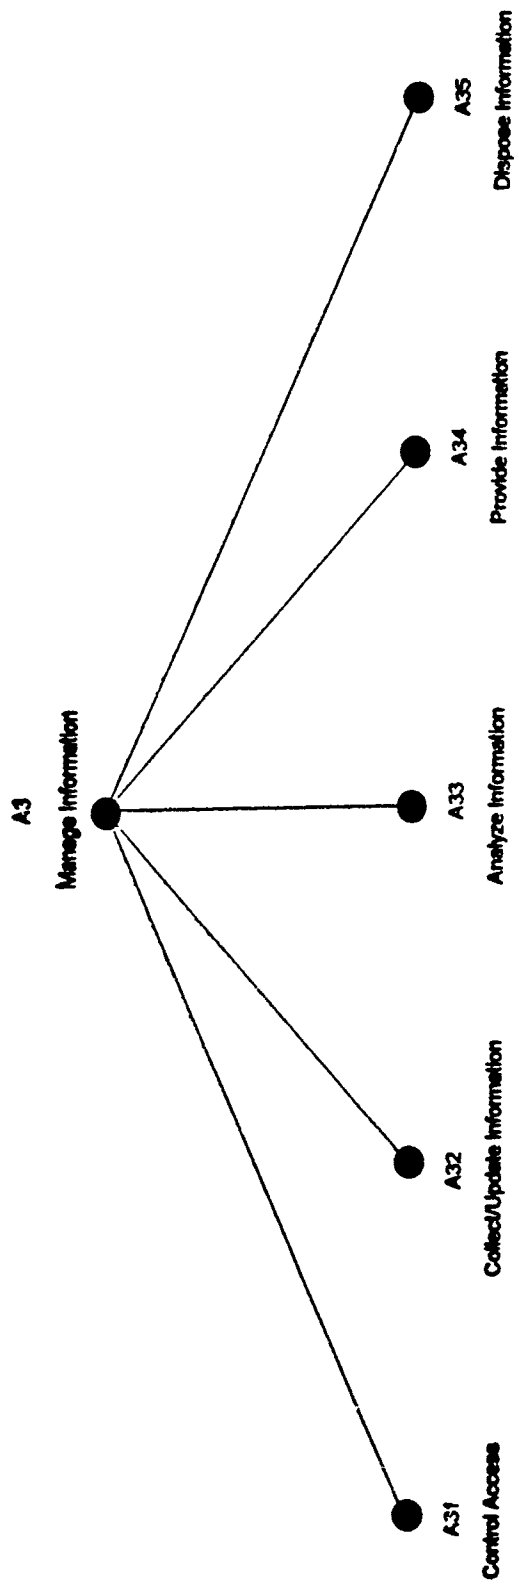 A3
Manage Information
A31
Control Access
A32
Collect/Update Information
A33
Analyze Information
A34
Provide Information
A35
Dispose Information